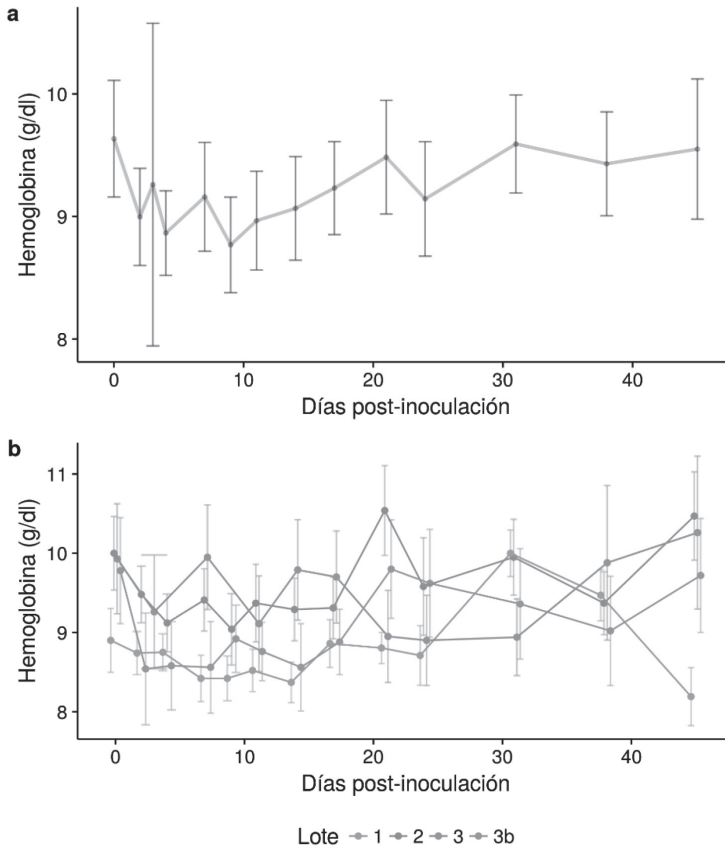 a
Hemoglobina (g/dl)
10
9
8
0 10 20 30 40
Días post-inoculación
b
Hemoglobina (g/dl)
11
10
9
8
0 10 20 30 40
Días post-inoculación
Lote 1 2 3 3b